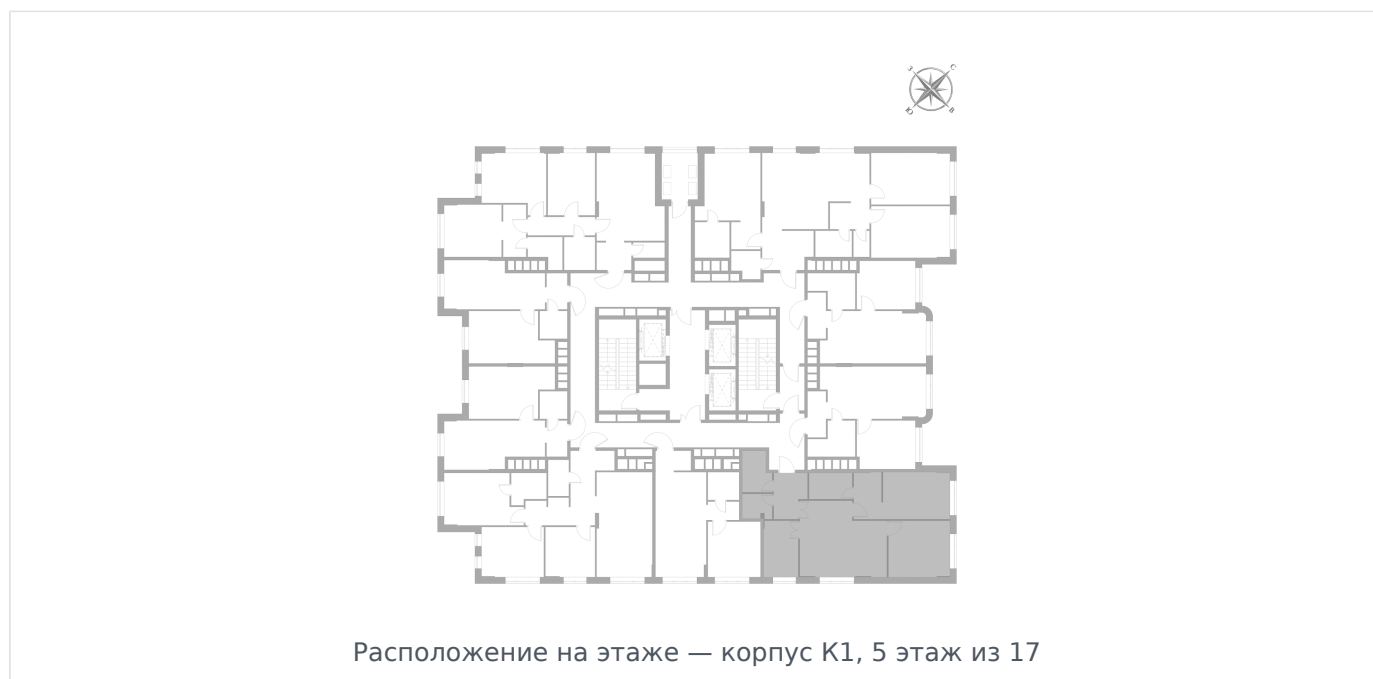 З С
Ю В
Расположение на этаже — корпус К1, 5 этаж из 17